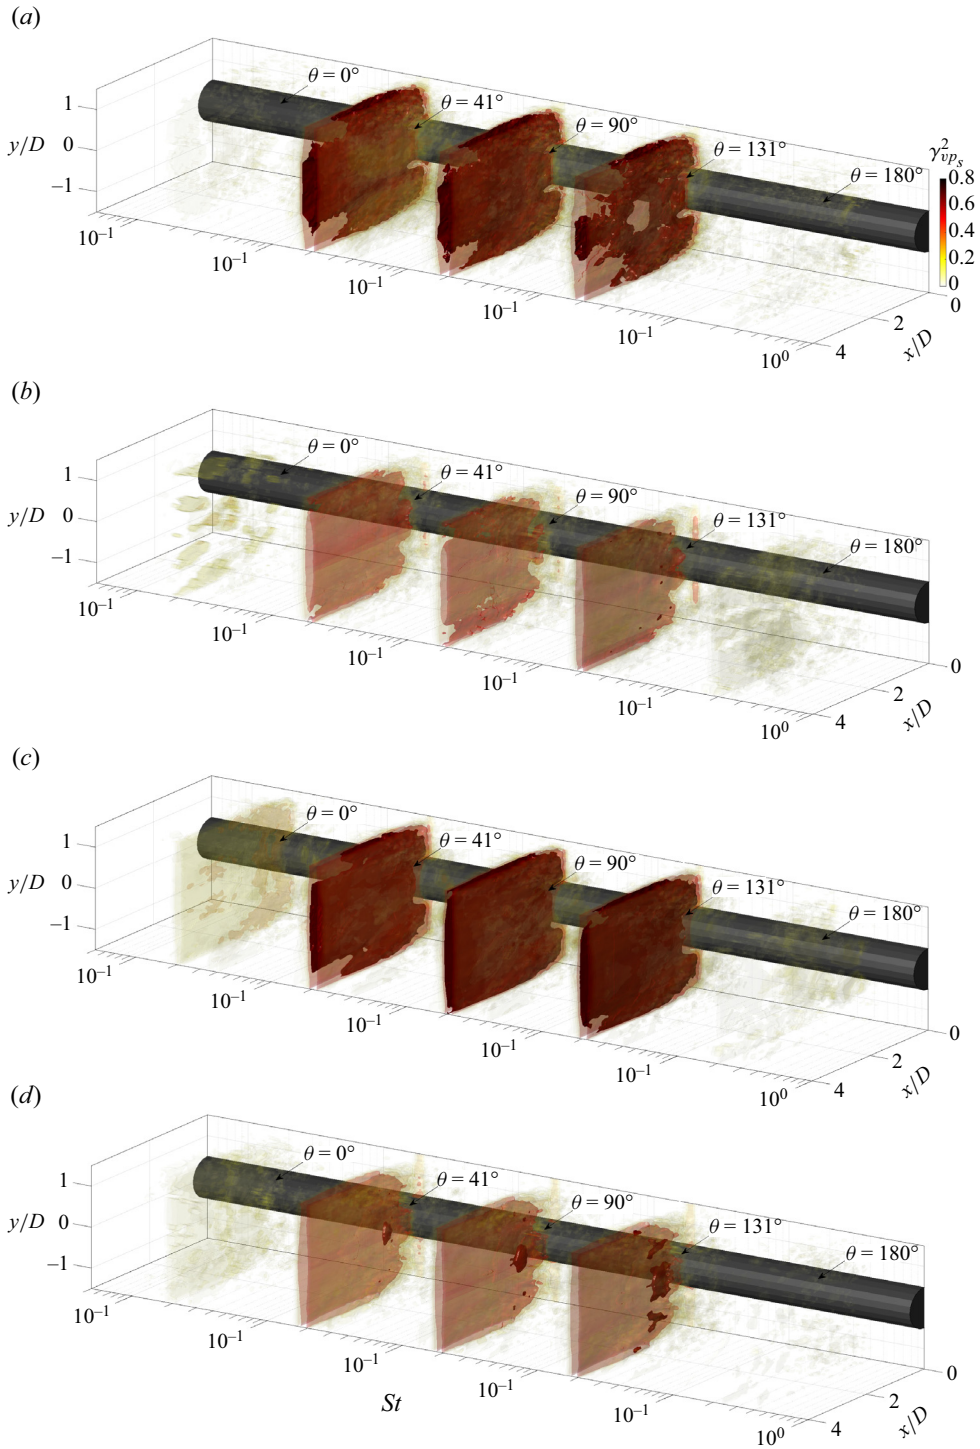 (a)
θ = 0°
θ = 41°
θ = 90°
θ = 131°
θ = 180°
γ²vpₛ
0.8
0.6
0.4
0.2
0
y/D
1
0
−1
10⁻¹
10⁻¹
10⁻¹
10⁻¹
10⁻¹
10⁰
4
2
0
x/D
(b)
θ = 0°
θ = 41°
θ = 90°
θ = 131°
θ = 180°
y/D
1
0
−1
10⁻¹
10⁻¹
10⁻¹
10⁻¹
10⁻¹
10⁰
4
2
0
x/D
(c)
θ = 0°
θ = 41°
θ = 90°
θ = 131°
θ = 180°
y/D
1
0
−1
10⁻¹
10⁻¹
10⁻¹
10⁻¹
10⁻¹
10⁰
4
2
0
x/D
(d)
θ = 0°
θ = 41°
θ = 90°
θ = 131°
θ = 180°
y/D
1
0
−1
10⁻¹
10⁻¹
10⁻¹
10⁻¹
10⁻¹
10⁰
4
2
0
x/D
St